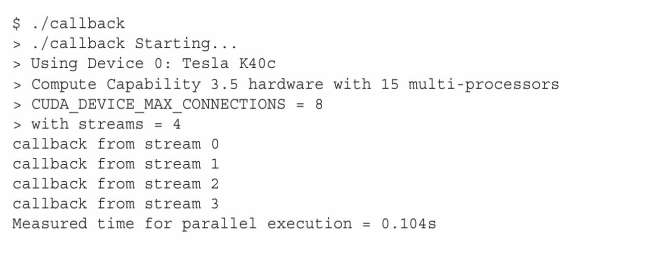 $ ./callback
> ./callback Starting...
> Using Device 0: Tesla K40c
> Compute Capability 3.5 hardware with 15 multi-processors
> CUDA_DEVICE_MAX_CONNECTIONS = 8
> with streams = 4
callback from stream 0
callback from stream 1
callback from stream 2
callback from stream 3
Measured time for parallel execution = 0.104s